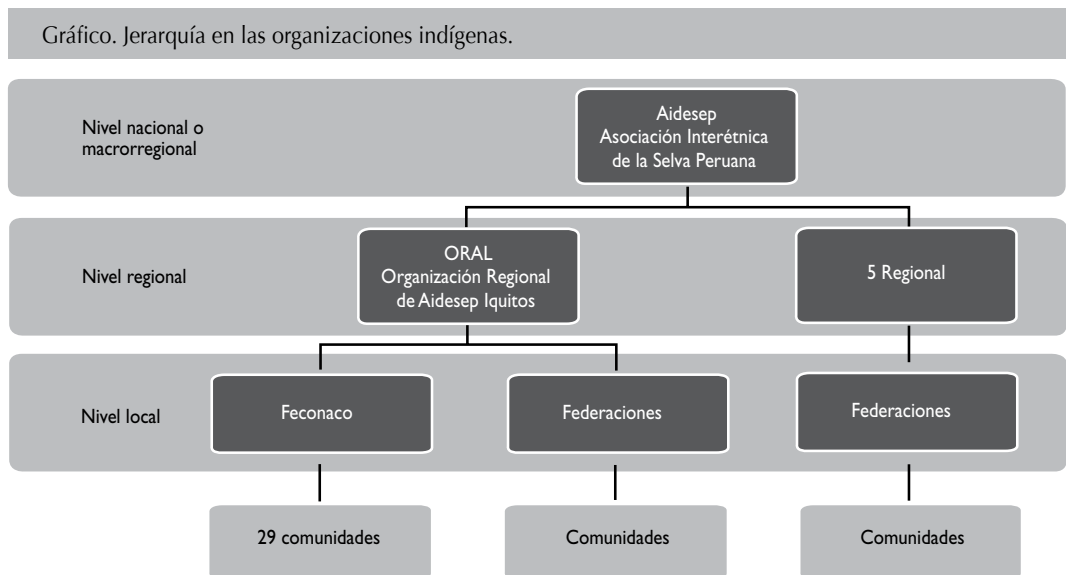 Gráfico. Jerarquía en las organizaciones indígenas.
Nivel nacional o
macrorregional
Aidesep
Asociación Interétnica
de la Selva Peruana
Nivel regional
ORAL
Organización Regional
de Aidesep Iquitos
5 Regional
Nivel local
Feconaco
Federaciones
Federaciones
29 comunidades
Comunidades
Comunidades